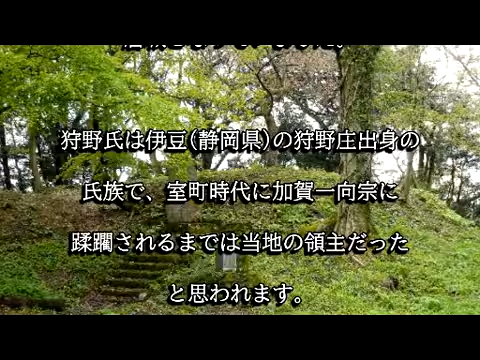 狩野氏は伊豆（静岡県）の狩野庄出身の
氏族で、室町時代に加賀一向宗に
蹂躙されるまでは当地の領主だった
と思われます。